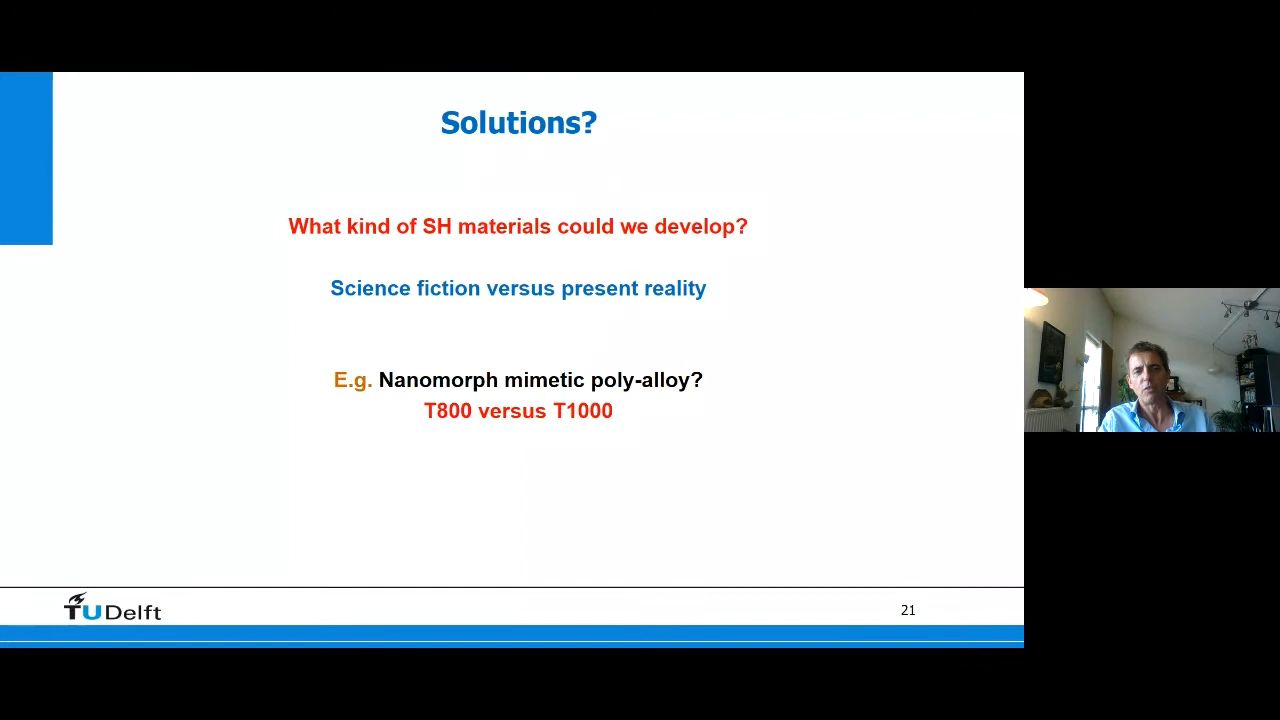 Solutions?
What kind of SH materials could we develop?
Science fiction versus present reality
E.g. Nanomorph mimetic poly-alloy?
T800 versus T1000
TU Delft
21